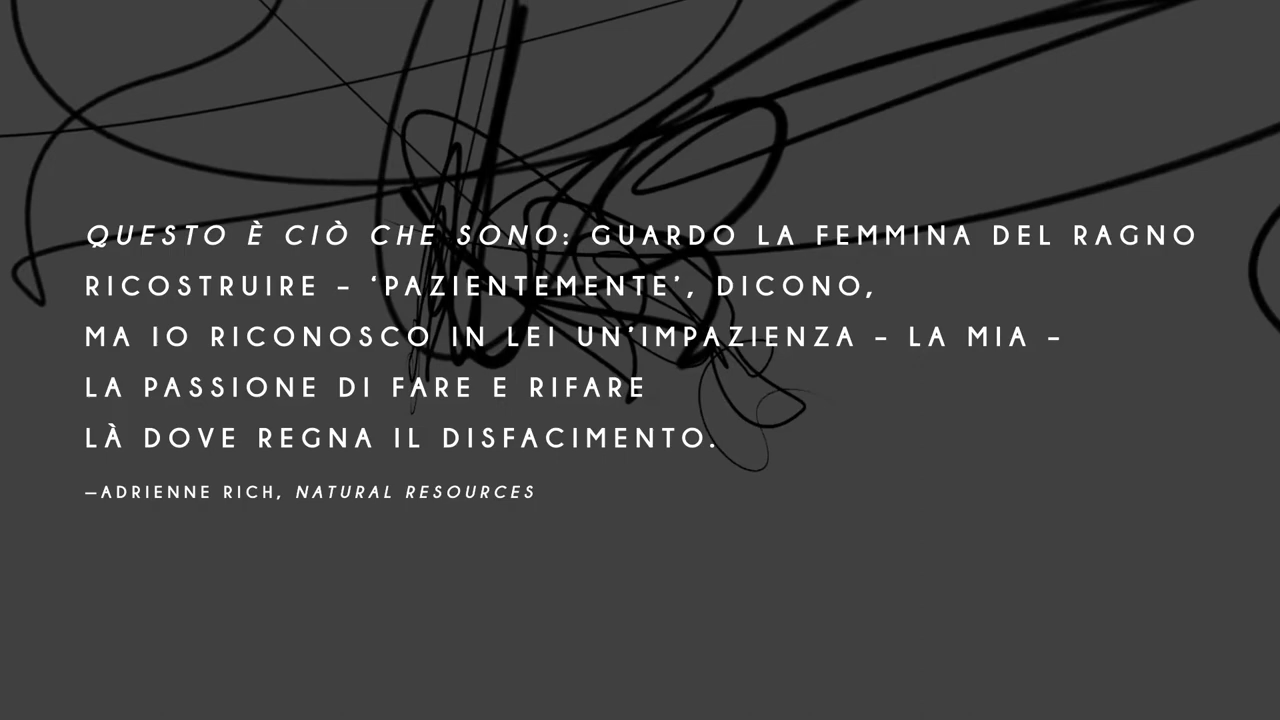 QUESTO È CIÒ CHE SONO: GUARDO LA FEMMINA DEL RAGNO
RICOSTRUIRE – ‘PAZIENTEMENTE’, DICONO,
MA IO RICONOSCO IN LEI UN’IMPAZIENZA – LA MIA –
LA PASSIONE DI FARE E RIFARE
LÀ DOVE REGNA IL DISFACIMENTO.
—ADRIENNE RICH, NATURAL RESOURCES